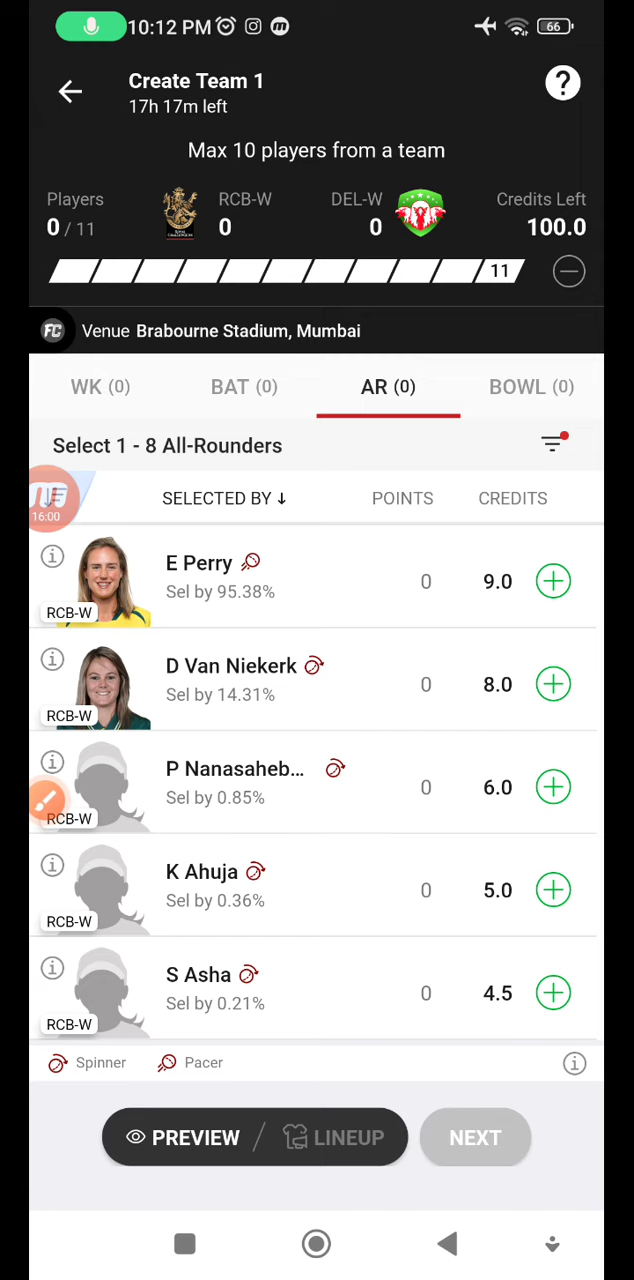 10:12 PM
66
Create Team 1
17h 17m left
?
Max 10 players from a team
Players RCB-W DEL-W Credits Left
0 / 11 0 0 100.0
11
FC Venue Brabourne Stadium, Mumbai
WK (0) BAT (0) AR (0) BOWL (0)
Select 1 - 8 All-Rounders
16:00
SELECTED BY ↓ POINTS CREDITS
E Perry
Sel by 95.38%
0 9.0
RCB-W
D Van Niekerk
Sel by 14.31%
0 8.0
RCB-W
P Nanasaheb...
Sel by 0.85%
0 6.0
RCB-W
K Ahuja
Sel by 0.36%
0 5.0
RCB-W
S Asha
Sel by 0.21%
0 4.5
RCB-W
Spinner Pacer
PREVIEW / LINEUP NEXT